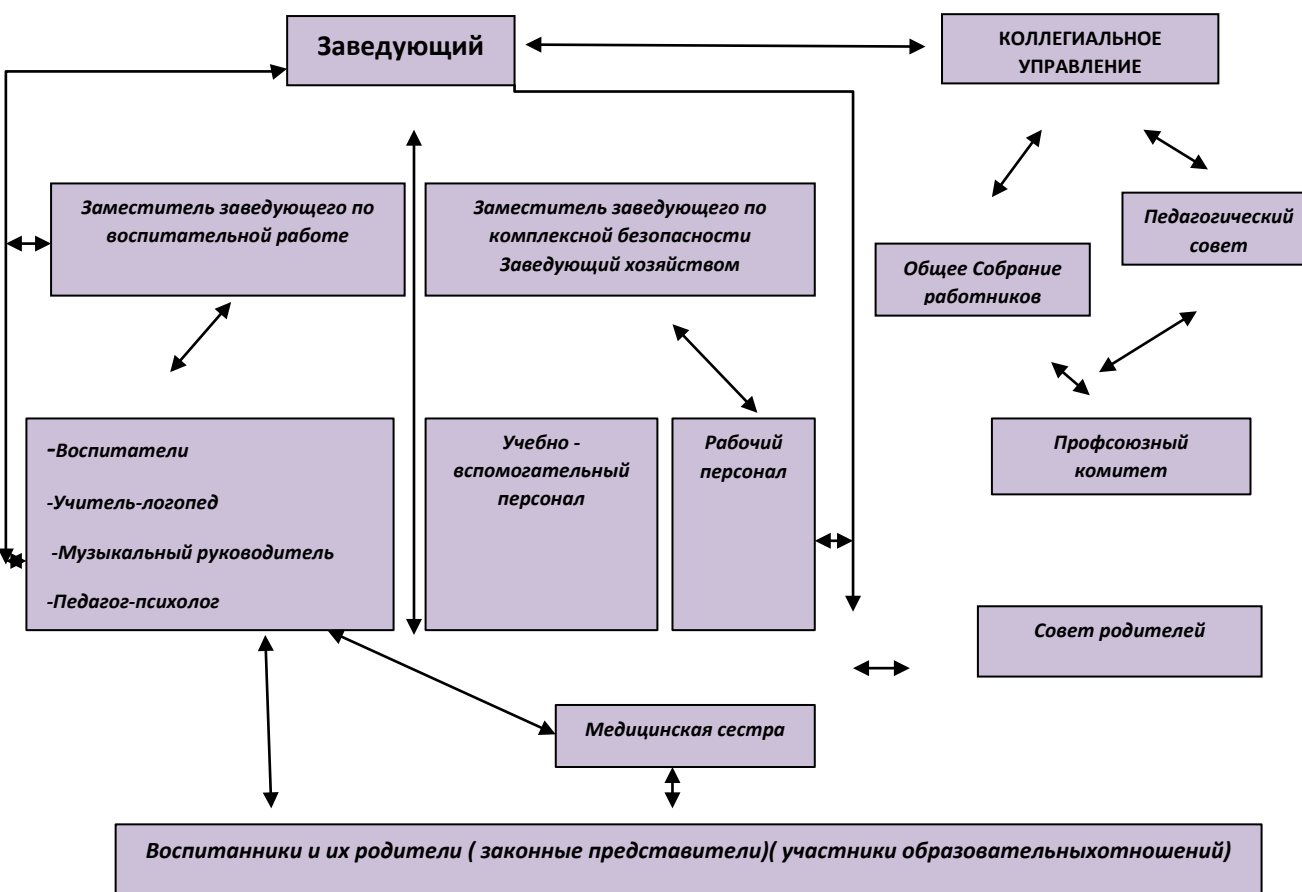 Заведующий
КОЛЛЕГИАЛЬНОЕ
УПРАВЛЕНИЕ
Заместитель заведующего по
воспитательной работе
Заместитель заведующего по
комплексной безопасности
Заведующий хозяйством
Общее Собрание
работников
Педагогический
совет
-Воспитатели
-Учитель-логопед
-Музыкальный руководитель
-Педагог-психолог
Учебно -
вспомогательный
персонал
Рабочий
персонал
Профсоюзный
комитет
Совет родителей
Медицинская сестра
Воспитанники и их родители ( законные представители)( участники образовательныхотношений)